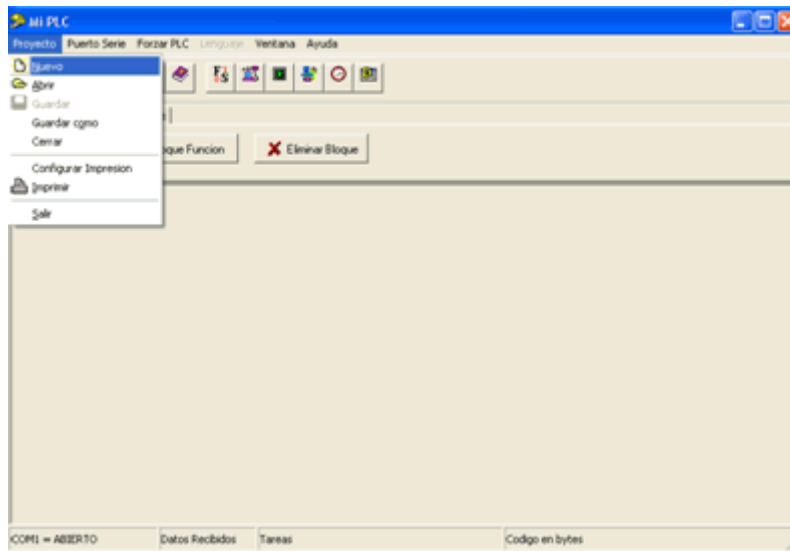 Mi PLC
Proyecto Puerto Serie Forzar PLC Lenguaje Ventana Ayuda
Nuevo
Abrir
Guardar
Guardar como
Cerrar
Configurar Impresion
Imprimir
Salir
oque Funcion Eliminar Bloque
COM1 = ABIERTO Datos Recibidos Tareas Codigo en bytes